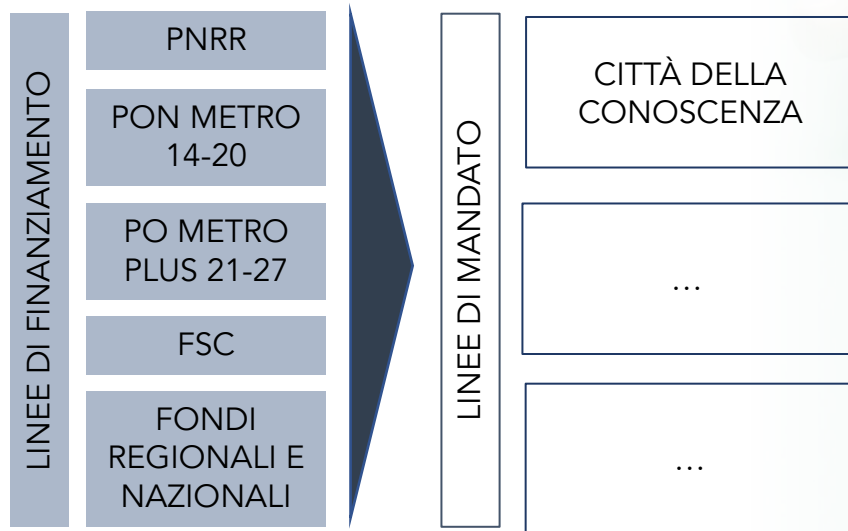 LINEE DI FINANZIAMENTO
PNRR
PON METRO
14-20
PO METRO
PLUS 21-27
FSC
FONDI
REGIONALI E
NAZIONALI
LINEE DI MANDATO
CITTÀ DELLA
CONOSCENZA
...
...